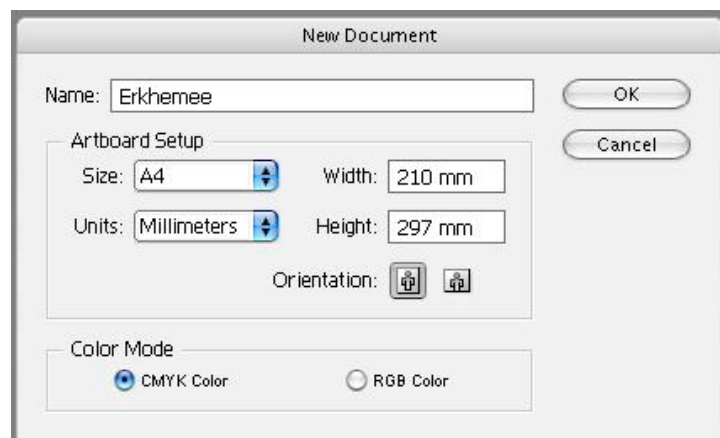 New Document
Name: Erkhemee
OK
Artboard Setup
Cancel
Size: A4 Width: 210 mm
Units: Millimeters Height: 297 mm
Orientation:
Color Mode
CMYK Color RGB Color